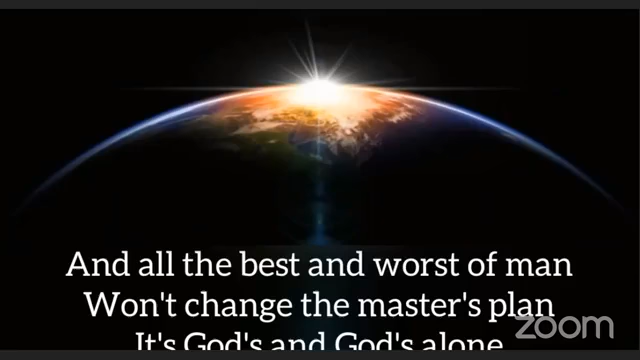 And all the best and worst of man
Won't change the master's plan
It's God's and God's alone
zoom